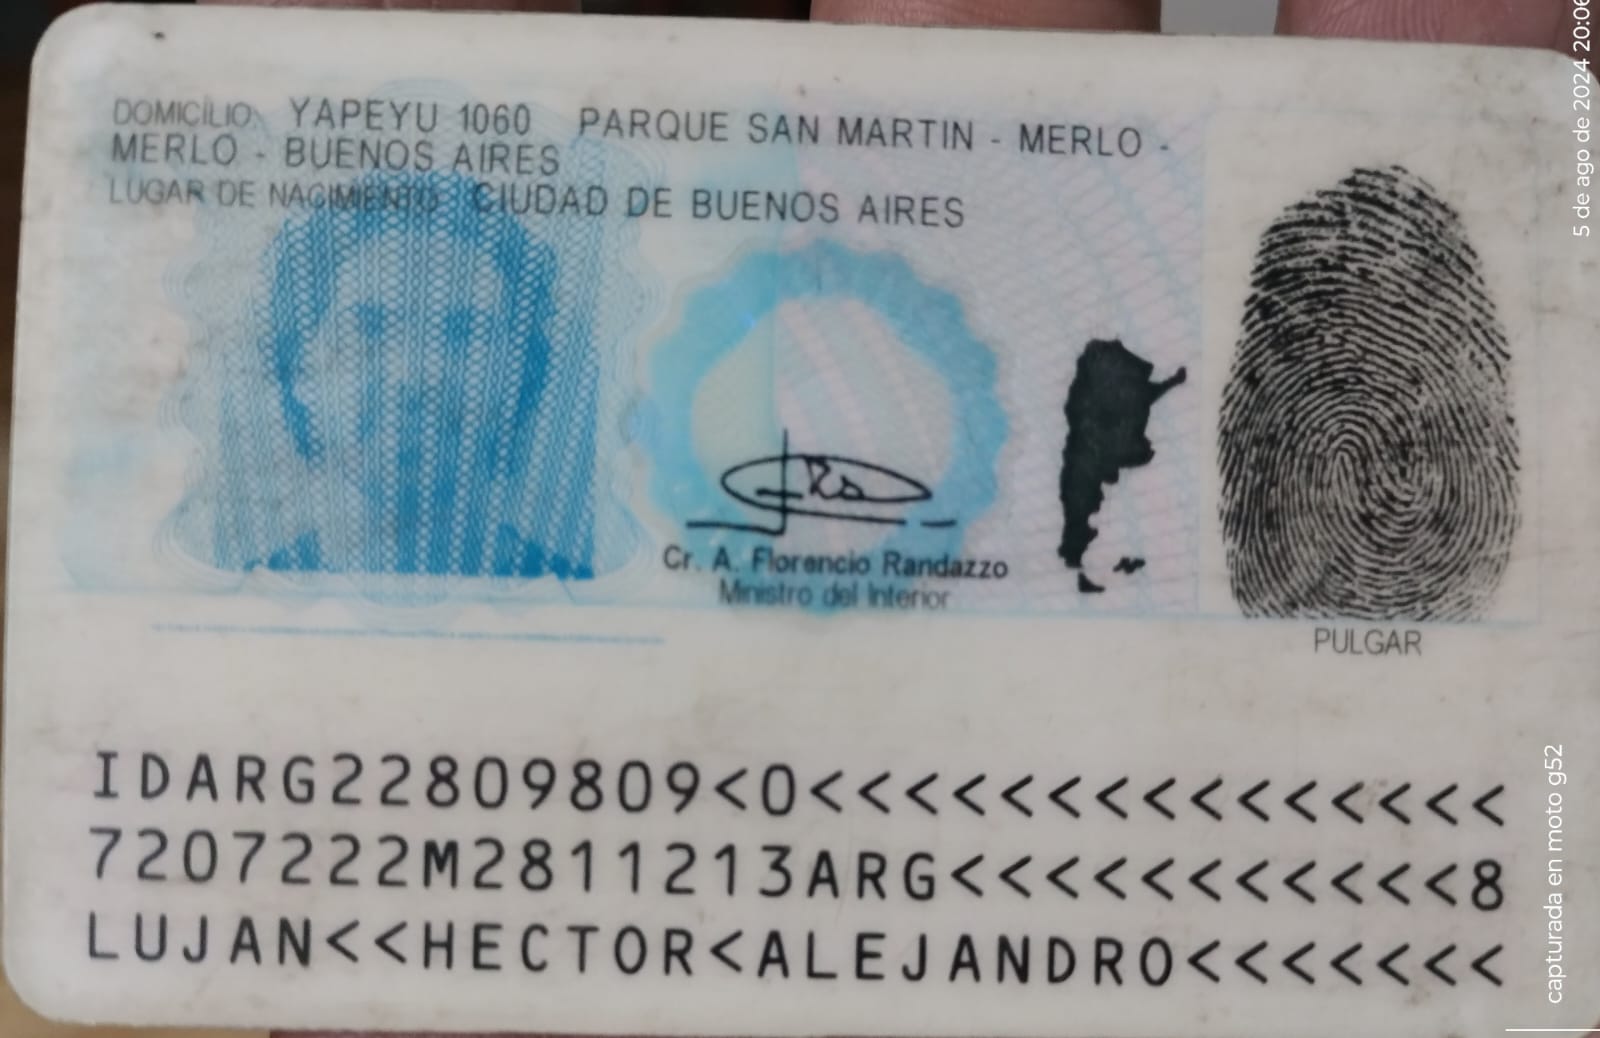 DOMICILIO: YAPEYU 1060 PARQUE SAN MARTIN - MERLO -
MERLO - BUENOS AIRES
LUGAR DE NACIMIENTO: CIUDAD DE BUENOS AIRES
Cr. A. Florencio Randazzo
Ministro del Interior
PULGAR
IDARG22809809<0<<<<<<<<<<<<<<<
7207222M2811213ARG<<<<<<<<<<<8
LUJAN<<HECTOR<ALEJANDRO<<<<<<<
5 de ago de 2024 20:06
capturada en moto g52